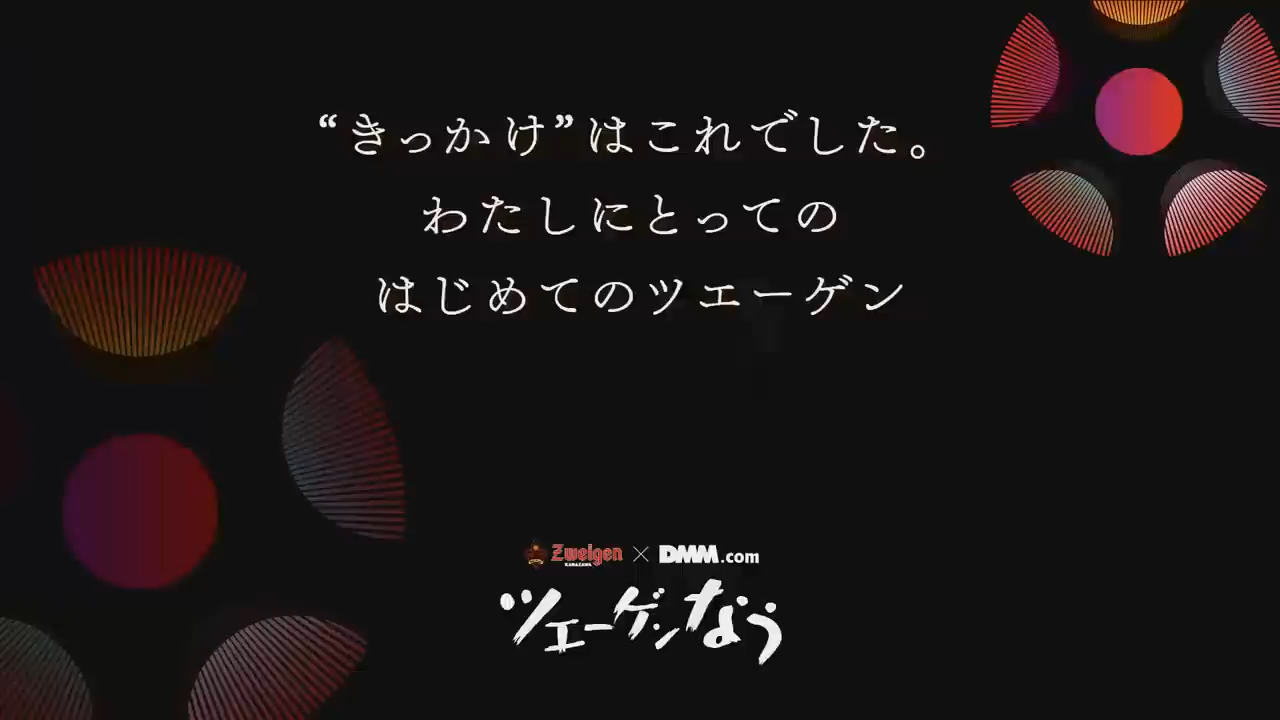 “きっかけ”はこれでした。
わたしにとっての
はじめてのツエーゲン
Zweigen KANAZAWA × DMM.com
ツエーゲンなう